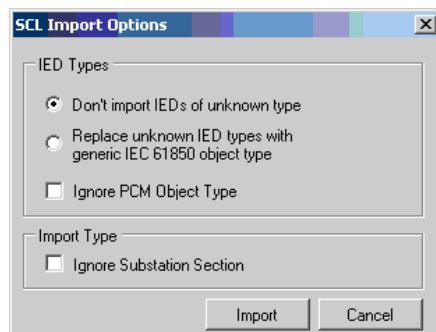 SCL Import Options
IED Types
Don't import IEDs of unknown type
Replace unknown IED types with
generic IEC 61850 object type
Ignore PCM Object Type
Import Type
Ignore Substation Section
Import Cancel